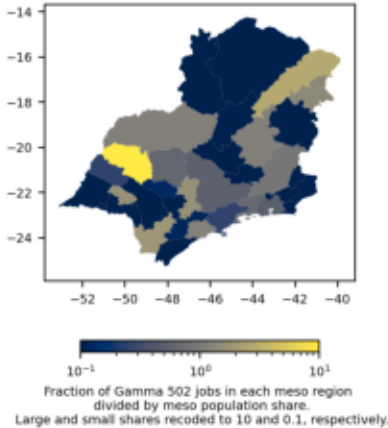 −14
−16
−18
−20
−22
−24
−52 −50 −48 −46 −44 −42 −40
10⁻¹ 10⁰ 10¹
Fraction of Gamma 502 jobs in each meso region
divided by meso population share.
Large and small shares recoded to 10 and 0.1, respectively.